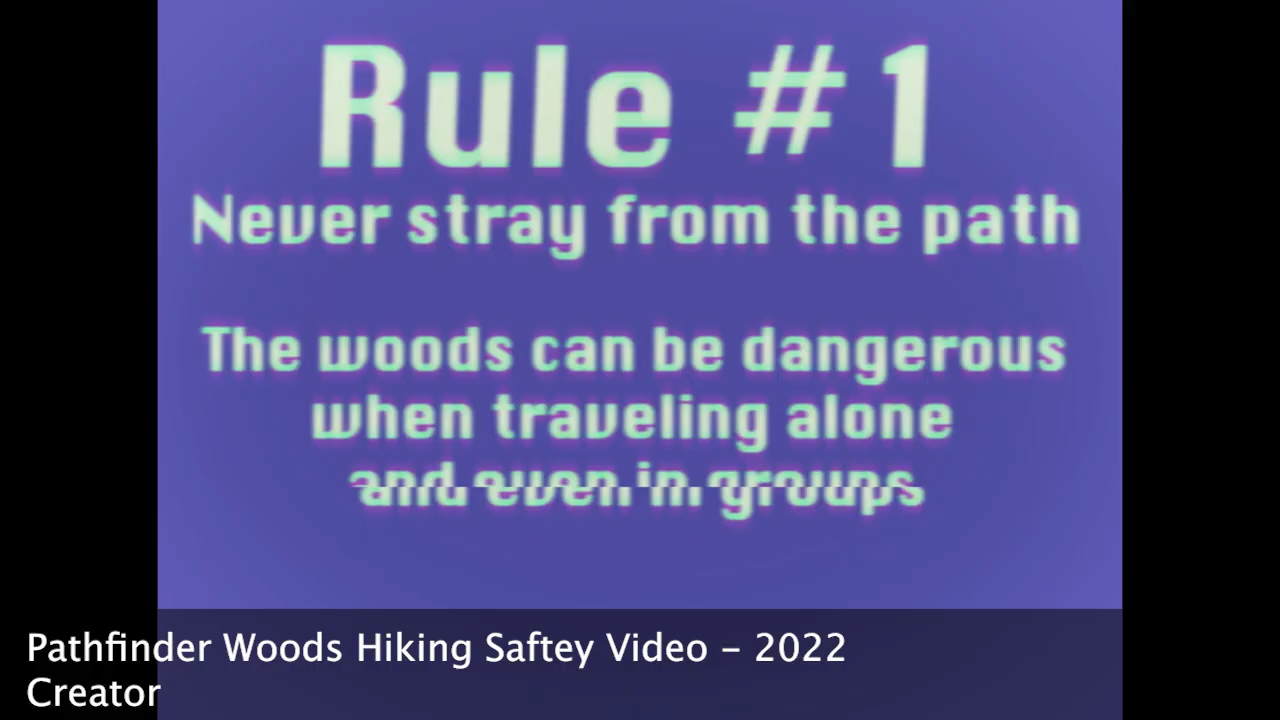 Rule #1
Never stray from the path
The woods can be dangerous
when traveling alone
and even in groups
Pathfinder Woods Hiking Saftey Video – 2022
Creator